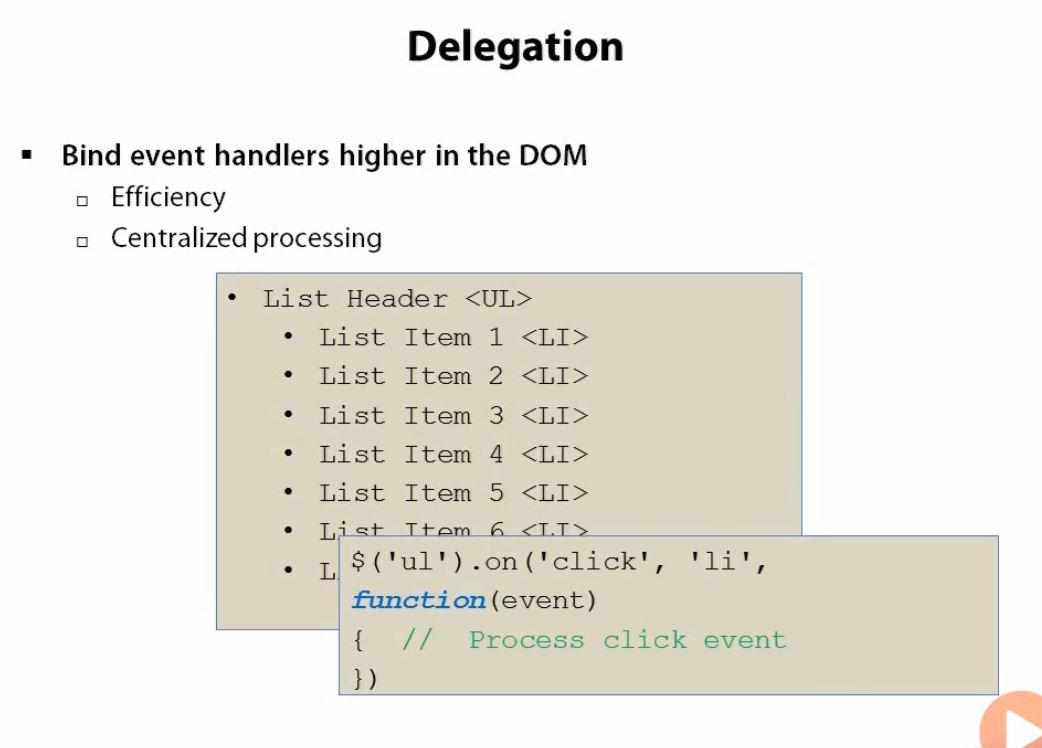 Delegation
Bind event handlers higher in the DOM
Efficiency
Centralized processing
List Header <UL>
List Item 1 <LI>
List Item 2 <LI>
List Item 3 <LI>
List Item 4 <LI>
List Item 5 <LI>
List Item 6 <LI>
$('ul').on('click', 'li',
function(event)
{ // Process click event
})